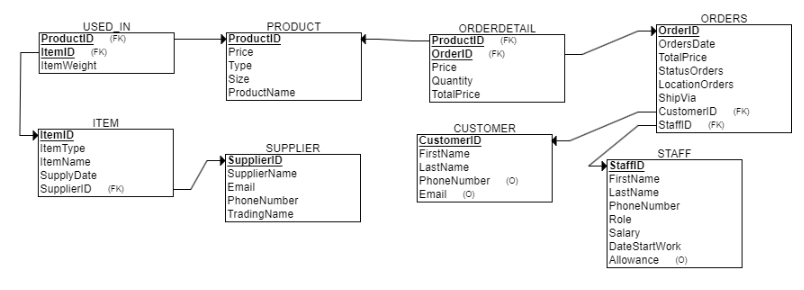 USED_IN
ProductID (FK)
ItemID (FK)
ItemWeight
PRODUCT
ProductID
Price
Type
Size
ProductName
ORDERDETAIL
ProductID (FK)
OrderID (FK)
Price
Quantity
TotalPrice
ORDERS
OrderID
OrdersDate
TotalPrice
StatusOrders
LocationOrders
ShipVia
CustomerID (FK)
StaffID (FK)
ITEM
ItemID
ItemType
ItemName
SupplyDate
SupplierID (FK)
SUPPLIER
SupplierID
SupplierName
Email
PhoneNumber
TradingName
CUSTOMER
CustomerID
FirstName
LastName
PhoneNumber (O)
Email (O)
STAFF
StaffID
FirstName
LastName
PhoneNumber
Role
Salary
DateStartWork
Allowance (O)